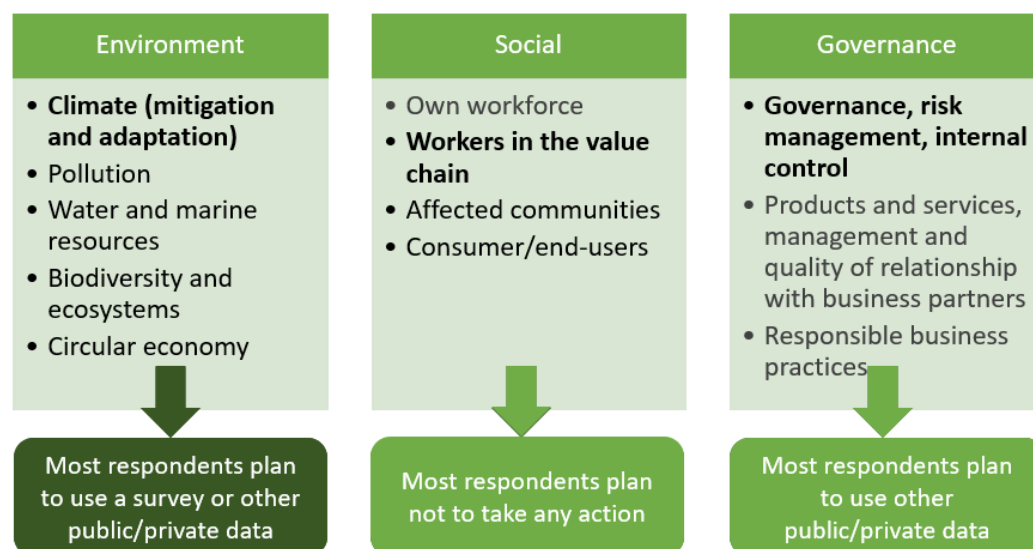 Environment
• Climate (mitigation
and adaptation)
• Pollution
• Water and marine
resources
• Biodiversity and
ecosystems
• Circular economy
Most respondents plan
to use a survey or other
public/private data
Social
• Own workforce
• Workers in the value
chain
• Affected communities
• Consumer/end-users
Most respondents plan
not to take any action
Governance
• Governance, risk
management, internal
control
• Products and services,
management and
quality of relationship
with business partners
• Responsible business
practices
Most respondents plan
to use other
public/private data